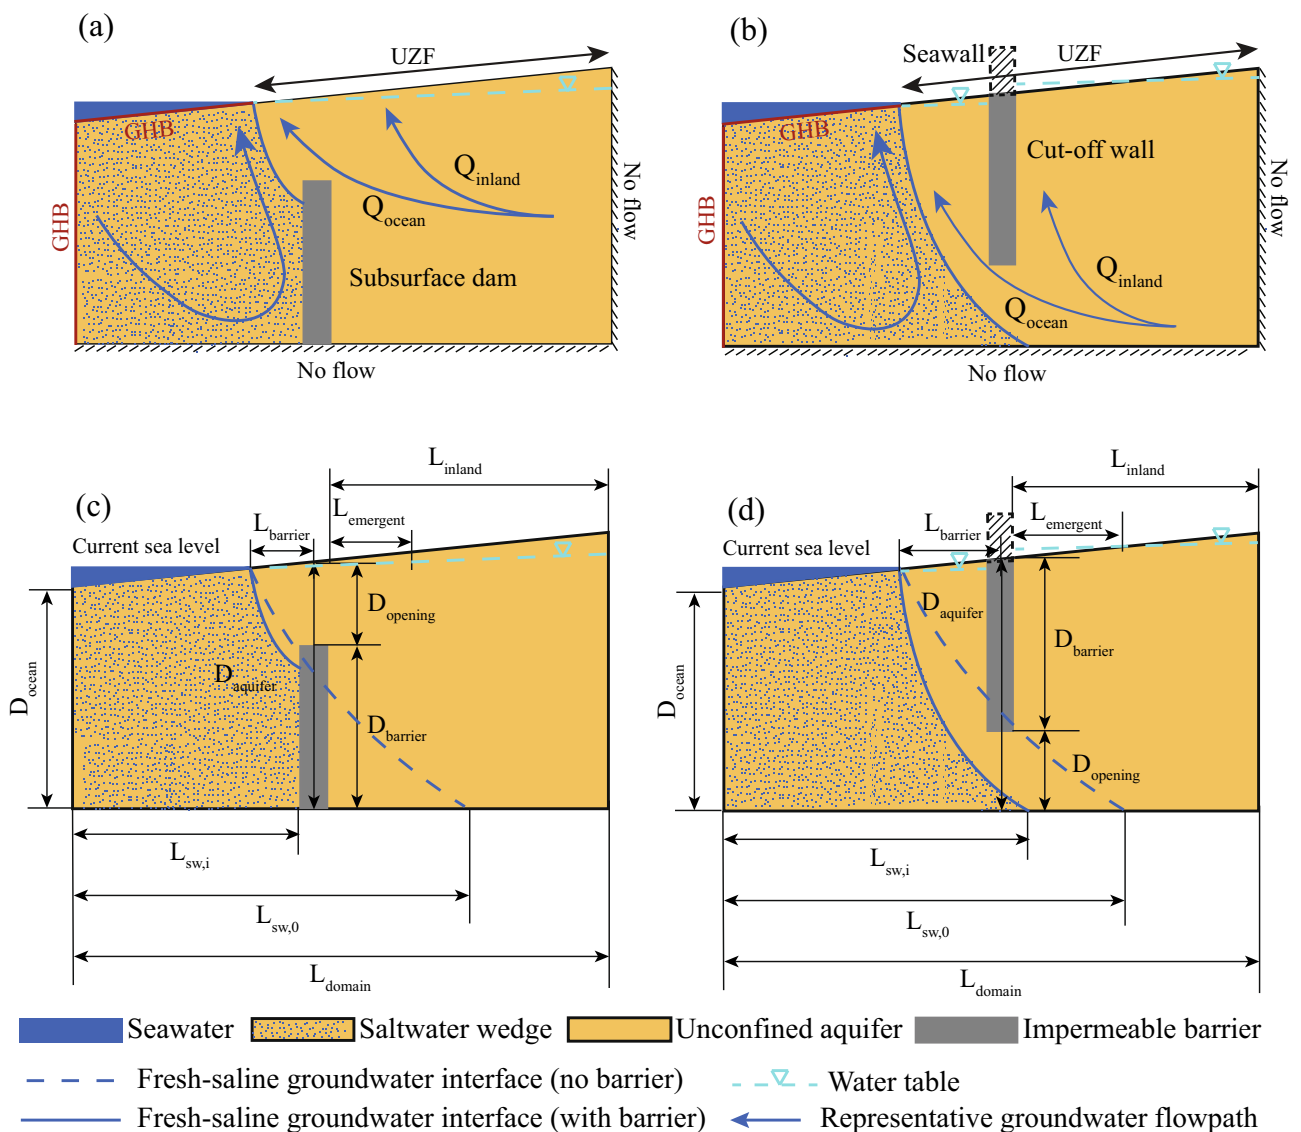 (a)
UZF
GHB
GHB
Q_inland
Q_ocean
Subsurface dam
No flow
No flow
(b)
Seawall
UZF
GHB
GHB
Cut-off wall
Q_inland
Q_ocean
No flow
No flow
(c)
L_inland
L_emergent
L_barrier
Current sea level
D_opening
D_aquifer
D_barrier
D_ocean
L_sw,i
L_sw,0
L_domain
(d)
L_inland
L_emergent
L_barrier
Current sea level
D_aquifer
D_barrier
D_opening
D_ocean
L_sw,i
L_sw,0
L_domain
Seawater
Saltwater wedge
Unconfined aquifer
Impermeable barrier
Fresh-saline groundwater interface (no barrier)
Water table
Fresh-saline groundwater interface (with barrier)
Representative groundwater flowpath